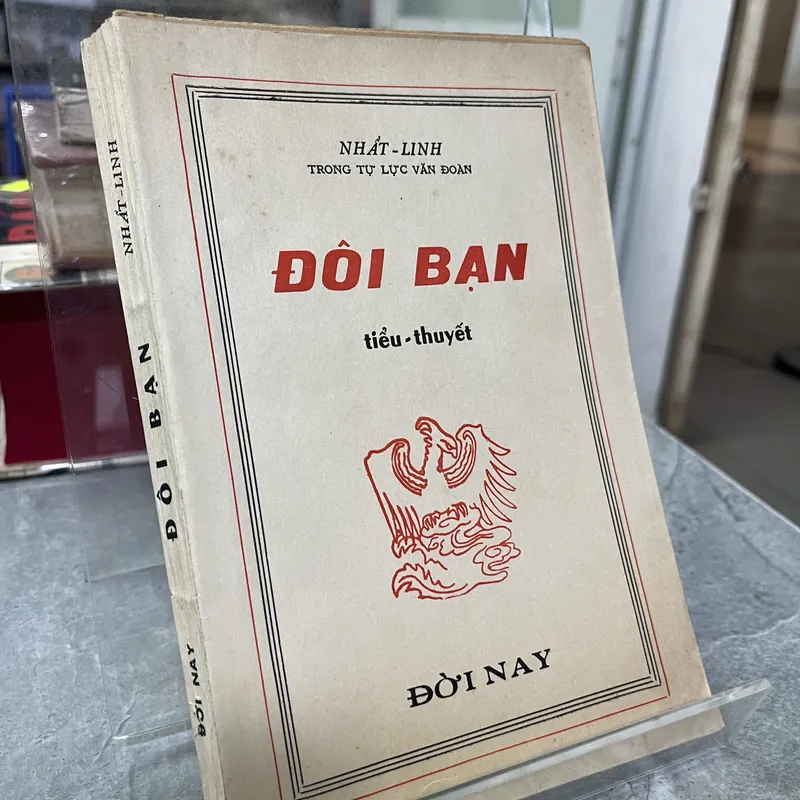 NHẤT-LINH
TRONG TỰ LỰC VĂN ĐOÀN
ĐÔI BẠN
tiểu-thuyết
ĐỜI NAY
NHẤT-LINH
ĐÔI BẠN
ĐỜI NAY